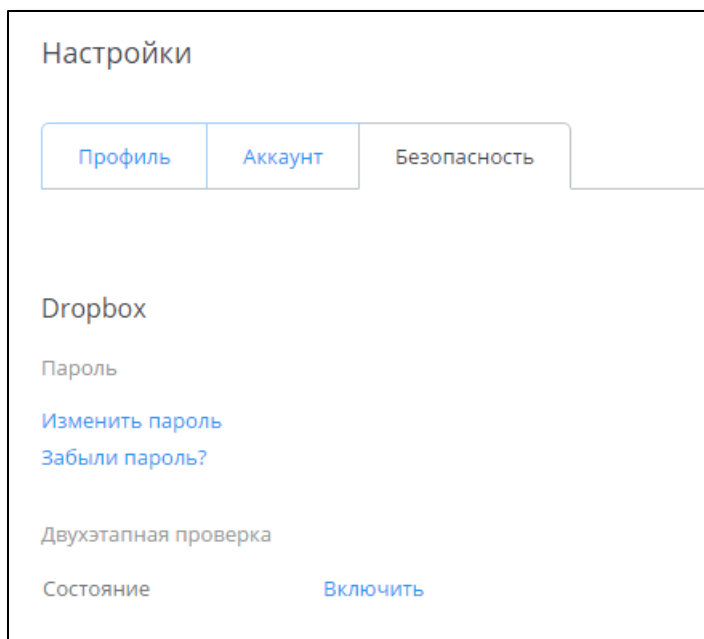 Настройки
Профиль Аккаунт Безопасность
Dropbox
Пароль
Изменить пароль
Забыли пароль?
Двухэтапная проверка
Состояние Включить